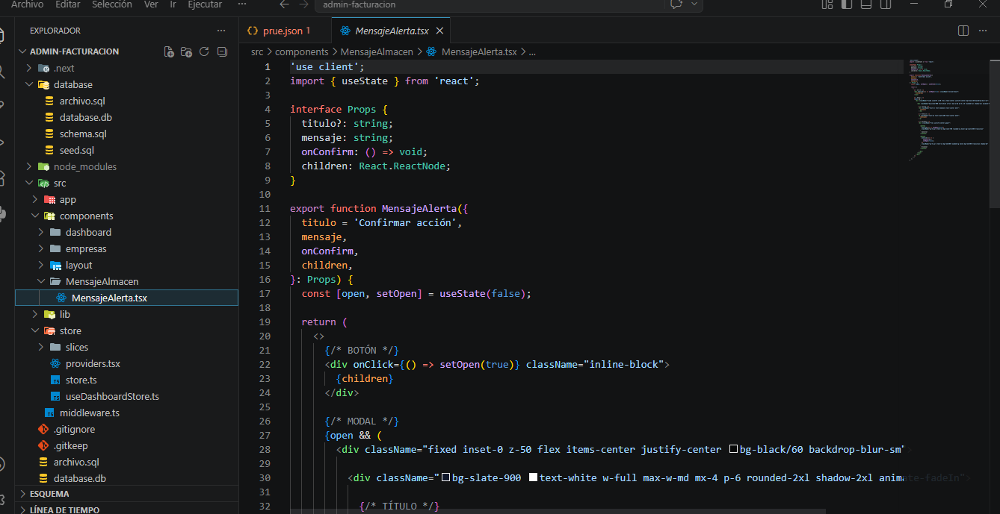 Archivo Editar Selección Ver Ir Ejecutar ··· admin-facturacion
EXPLORADOR ···
ADMIN-FACTURACION
.next
database
archivo.sql
database.db
schema.sql
seed.sql
node_modules
src
app
components
dashboard
empresas
layout
MensajeAlmacen
MensajeAlerta.tsx
lib
store
slices
providers.tsx
store.ts
useDashboardStore.ts
middleware.ts
.gitignore
.gitkeep
archivo.sql
database.db
ESQUEMA
LÍNEA DE TIEMPO
{} prue.json 1 MensajeAlerta.tsx
src > components > MensajeAlmacen > MensajeAlerta.tsx > ...
1 'use client';
2 import { useState } from 'react';
3
4 interface Props {
5 titulo?: string;
6 mensaje: string;
7 onConfirm: () => void;
8 children: React.ReactNode;
9 }
10
11 export function MensajeAlerta({
12 titulo = 'Confirmar acción',
13 mensaje,
14 onConfirm,
15 children,
16 }: Props) {
17 const [open, setOpen] = useState(false);
18
19 return (
20 <>
21 {/* BOTÓN */}
22 <div onClick={() => setOpen(true)} className="inline-block">
23 {children}
24 </div>
25
26 {/* MODAL */}
27 {open && (
28 <div className="fixed inset-0 z-50 flex items-center justify-center bg-black/60 backdrop-blur-sm"
29
30 <div className="bg-slate-900 text-white w-full max-w-md mx-4 p-6 rounded-2xl shadow-2xl animate-fadeIn">
31
32 {/* TÍTULO */}